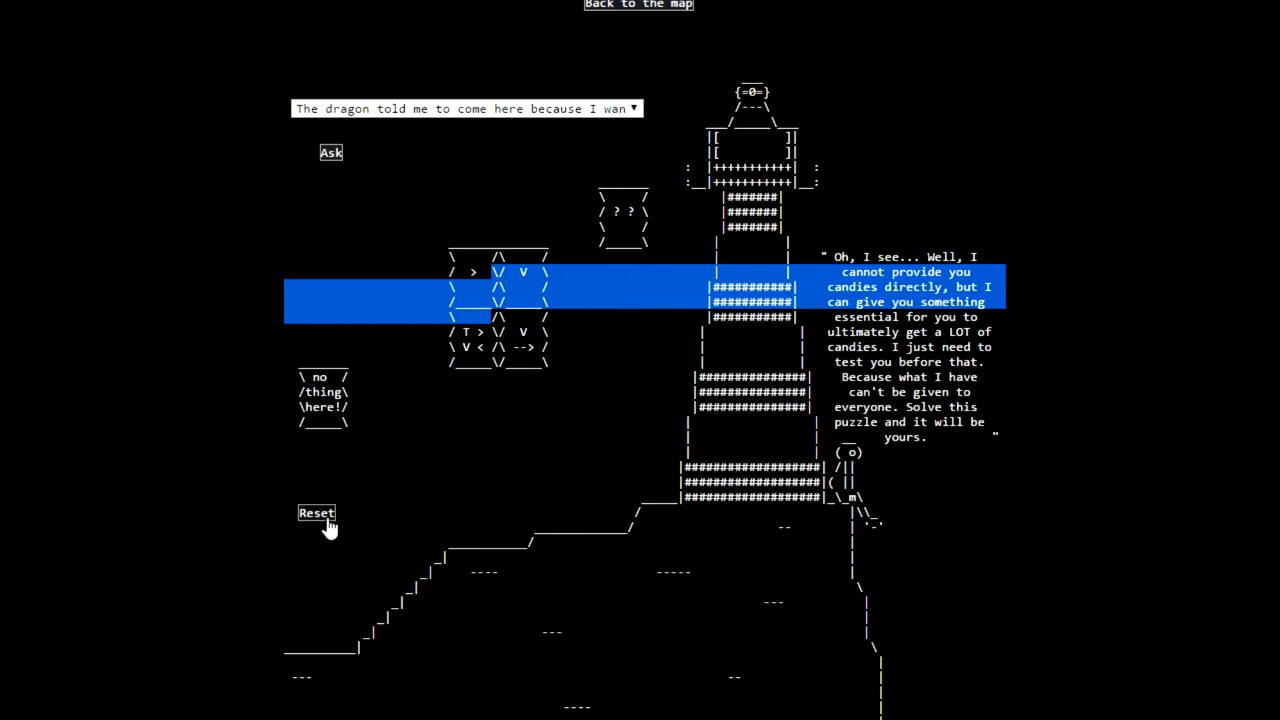 Back to the map
The dragon told me to come here because I wan
Ask
? ?
> V
T > V
V < -->
no
thing
here!
Reset
" Oh, I see... Well, I
cannot provide you
candies directly, but I
can give you something
essential for you to
ultimately get a LOT of
candies. I just need to
test you before that.
Because what I have
can't be given to
everyone. Solve this
puzzle and it will be
yours. "